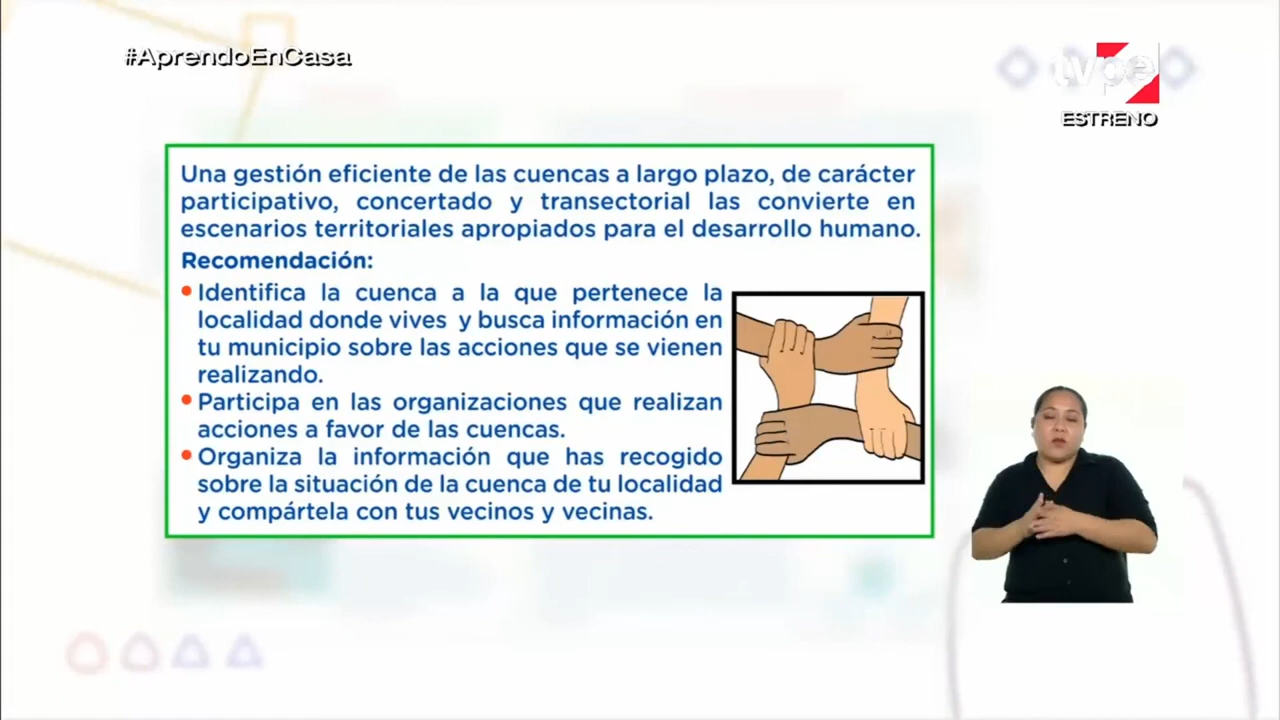 #AprendoEnCasa
tvpe
ESTRENO
Una gestión eficiente de las cuencas a largo plazo, de carácter
participativo, concertado y transectorial las convierte en
escenarios territoriales apropiados para el desarrollo humano.
Recomendación:
• Identifica la cuenca a la que pertenece la
localidad donde vives y busca información en
tu municipio sobre las acciones que se vienen
realizando.
• Participa en las organizaciones que realizan
acciones a favor de las cuencas.
• Organiza la información que has recogido
sobre la situación de la cuenca de tu localidad
y compártela con tus vecinos y vecinas.